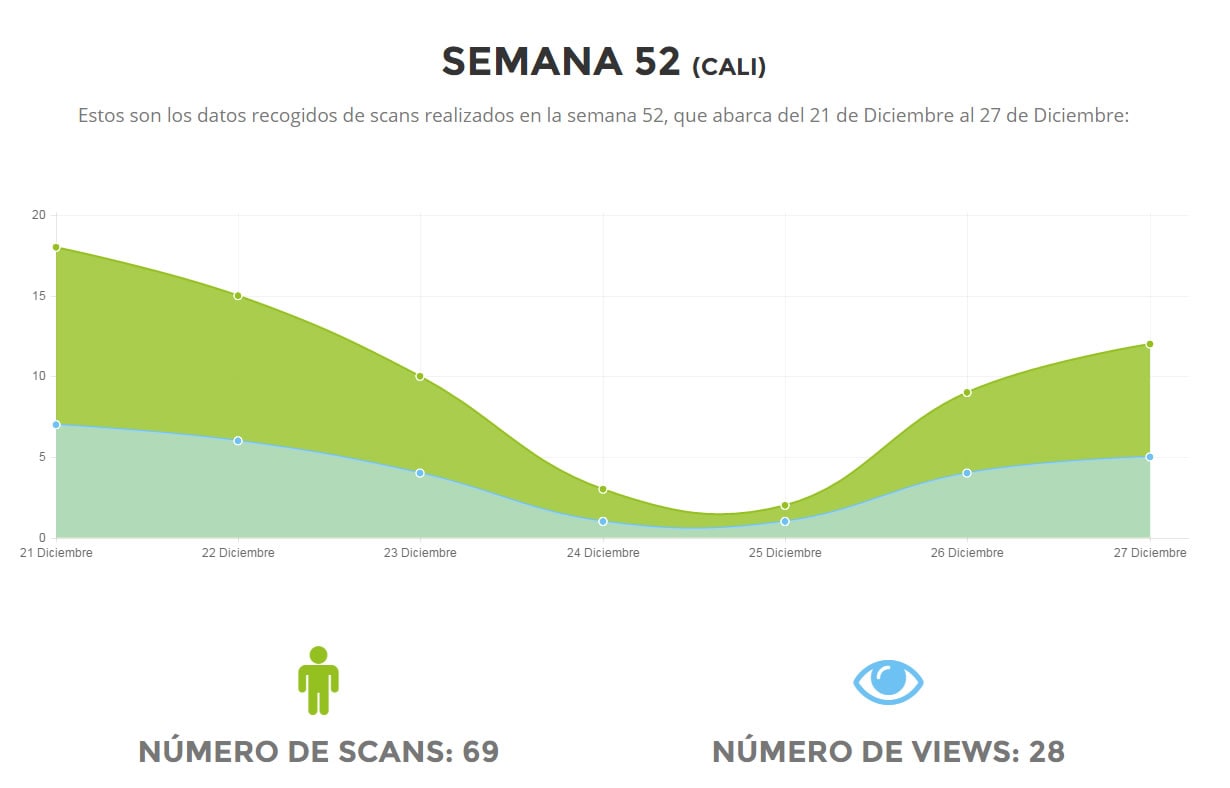 SEMANA 52 (CALI)
Estos son los datos recogidos de scans realizados en la semana 52, que abarca del 21 de Diciembre al 27 de Diciembre:
20
15
10
5
0
21 Diciembre 22 Diciembre 23 Diciembre 24 Diciembre 25 Diciembre 26 Diciembre 27 Diciembre
NÚMERO DE SCANS: 69 NÚMERO DE VIEWS: 28